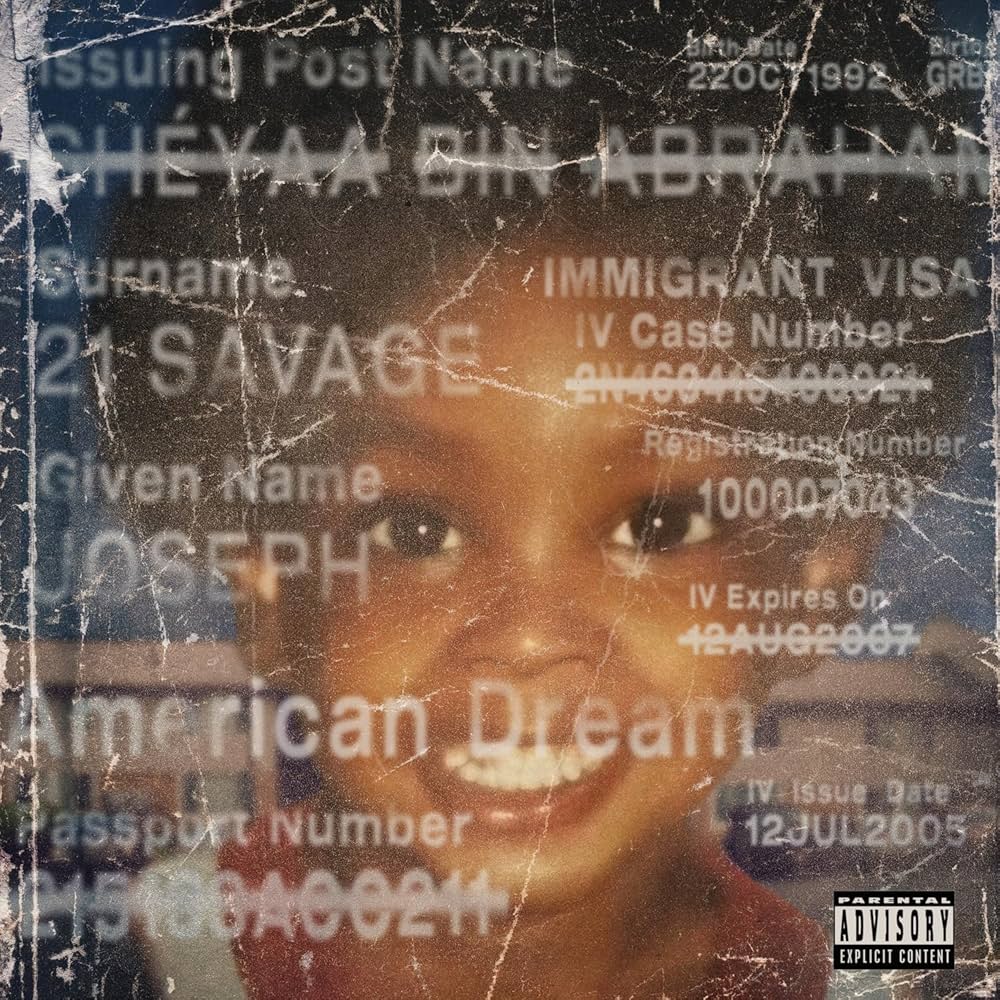 Issuing Post Name
Birth Date
22OCT1992
GRB
SHÉYAA BIN ABRAHAM
Surname
21 SAVAGE
IMMIGRANT VISA
IV Case Number
Registration Number
100007043
Given Name
JOSEPH
IV Expires On
12AUG2007
American Dream
IV Issue Date
12JUL2005
Passport Number
PARENTAL
ADVISORY
EXPLICIT CONTENT